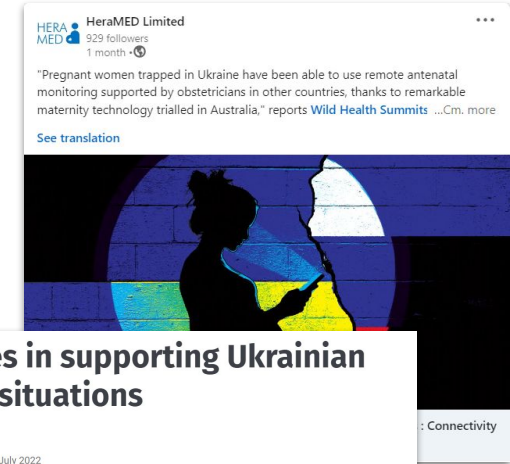 HERA
MED
HeraMED Limited
929 followers
1 month •
"Pregnant women trapped in Ukraine have been able to use remote antenatal
monitoring supported by obstetricians in other countries, thanks to remarkable
maternity technology trialled in Australia," reports Wild Health Summits ...Cm. more
See translation
es in supporting Ukrainian
situations
: Connectivity
July 2022